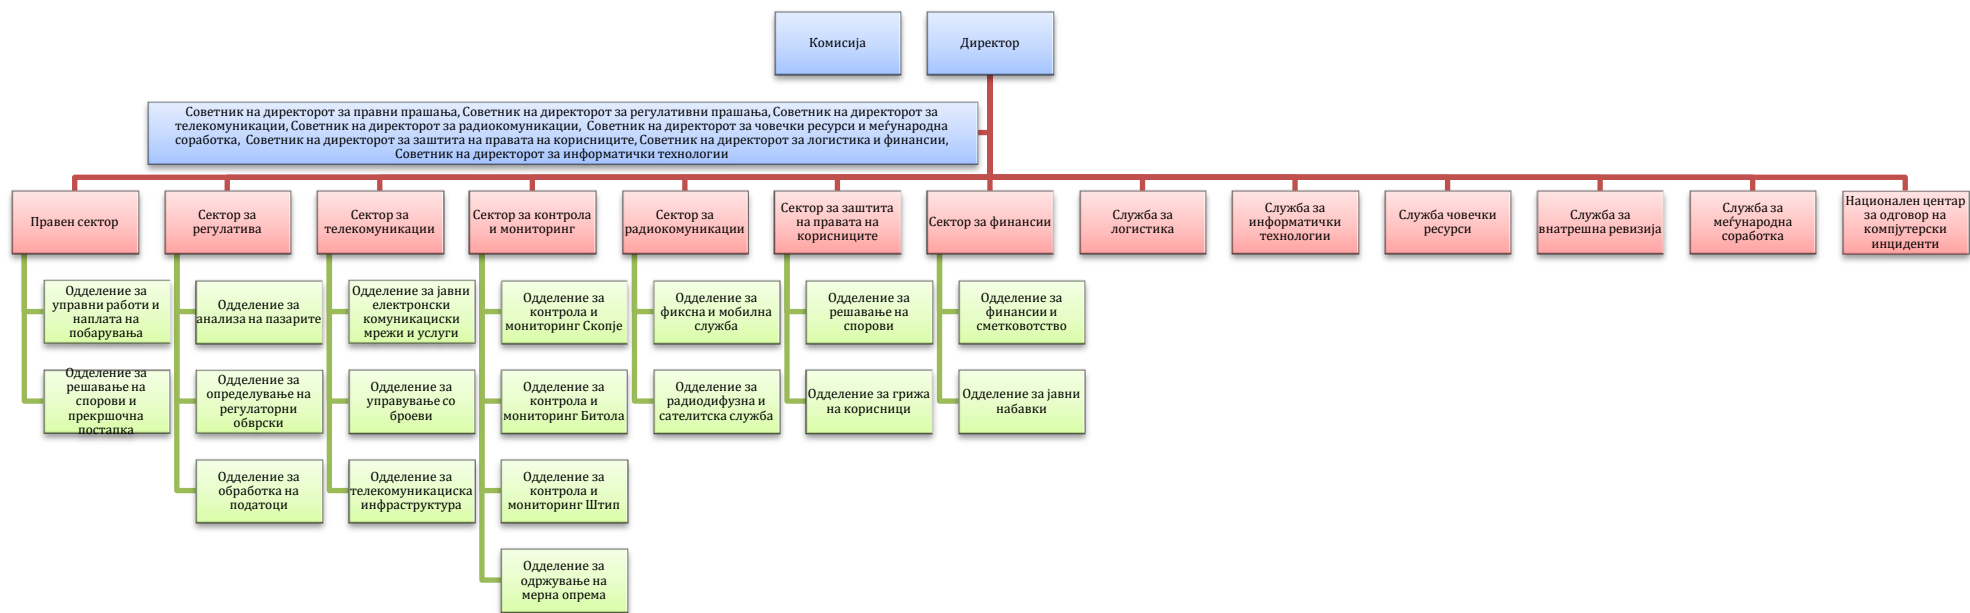 Комисија
Директор
Советник на директорот за правни прашања, Советник на директорот за регулативни прашања, Советник на директорот за
телекомуникации, Советник на директорот за радиокомуникации, Советник на директорот за човечки ресурси и меѓународна
соработка, Советник на директорот за заштита на правата на корисниците, Советник на директорот за логистика и финансии,
Советник на директорот за информатички технологии
Правен сектор
Сектор за
регулатива
Сектор за
телекомуникации
Сектор за контрола
и мониторинг
Сектор за
радиокомуникации
Сектор за заштита
на правата на
корисниците
Сектор за финансии
Служба за
логистика
Служба за
информатички
технологии
Служба човечки
ресурси
Служба за
внатрешна ревизија
Служба за
меѓународна
соработка
Национален центар
за одговор на
компјутерски
инциденти
Одделение за
управни работи и
наплата на
побарувања
Одделение за
анализа на пазарите
Одделение за јавни
електронски
комуникациски
мрежи и услуги
Одделение за
контрола и
мониторинг Скопје
Одделение за
фиксна и мобилна
служба
Одделение за
решавање на
спорови
Одделение за
финансии и
сметковотство
Одделение за
решавање на
спорови и
прекршочна
постапка
Одделение за
определување на
регулаторни
обврски
Одделение за
управување со
броеви
Одделение за
контрола и
мониторинг Битола
Одделение за
радиодифузна и
сателитска служба
Одделение за грижа
на корисници
Одделение за јавни
набавки
Одделение за
обработка на
податоци
Одделение за
телекомуникациска
инфраструктура
Одделение за
контрола и
мониторинг Штип
Одделение за
одржување на
мерна опрема